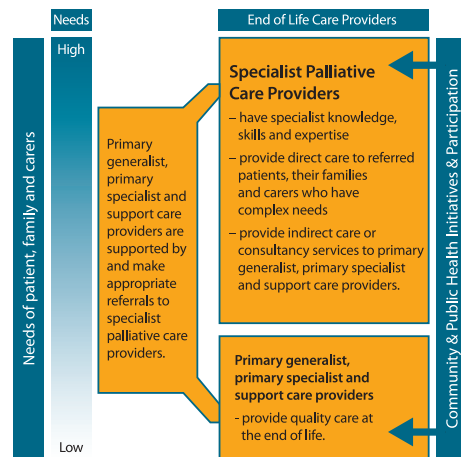 Needs
End of Life Care Providers
Needs of patient, family and carers
High
Low
Primary
generalist,
primary
specialist and
support care
providers are
supported by
and make
appropriate
referrals to
specialist
palliative care
providers.
Specialist Palliative
Care Providers
– have specialist knowledge,
skills and expertise
– provide direct care to referred
patients, their families
and carers who have
complex needs
– provide indirect care or
consultancy services to primary
generalist, primary specialist
and support care providers.
Primary generalist,
primary specialist and
support care providers
- provide quality care at
the end of life.
Community & Public Health Initiatives & Participation